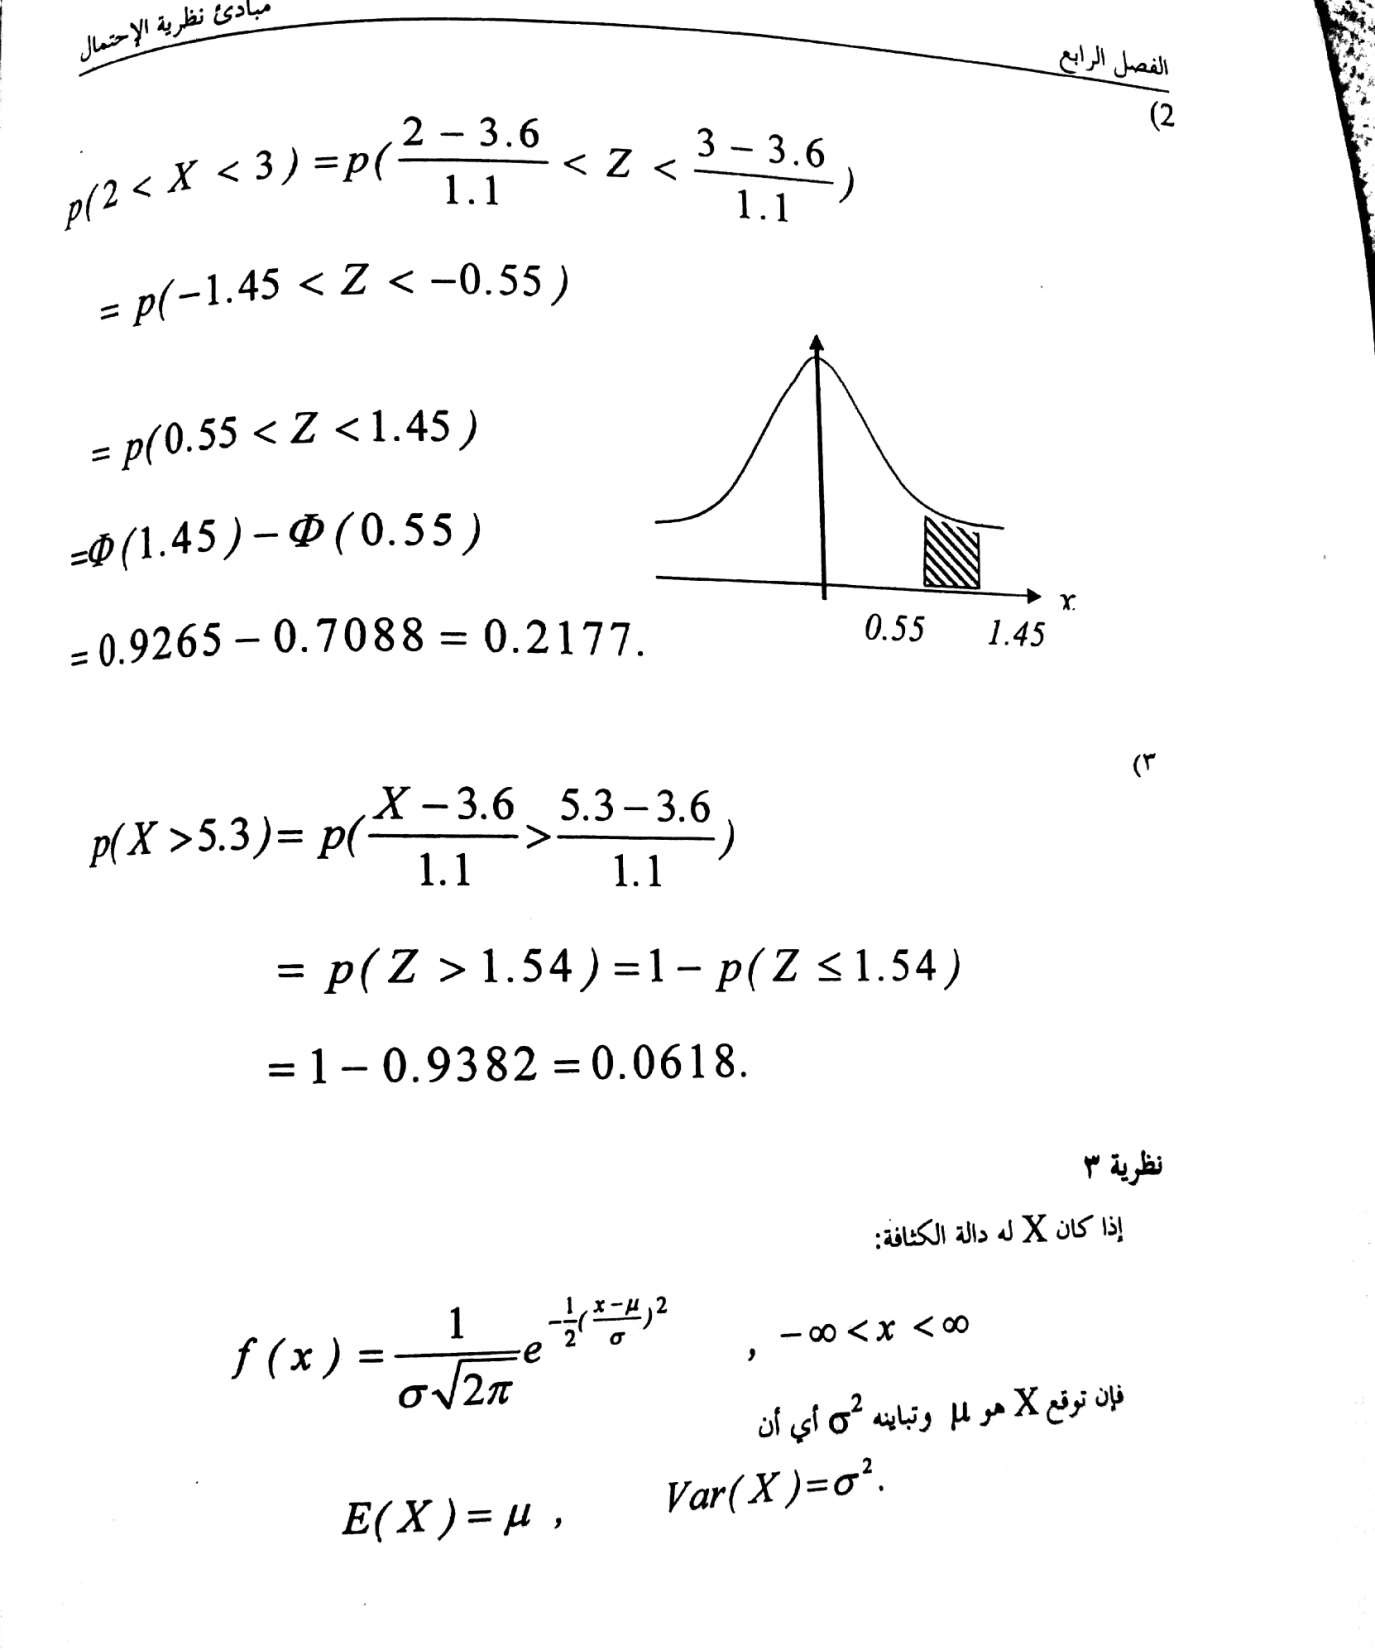 مبادئ نظرية الإحتمال
الفصل الرابع
(2
p(2 < X < 3) = p((2 − 3.6)/1.1 < Z < (3 − 3.6)/1.1)
= p(−1.45 < Z < −0.55)
= p(0.55 < Z < 1.45)
= Φ(1.45) − Φ(0.55)
= 0.9265 − 0.7088 = 0.2177.
x
0.55 1.45
(٣
p(X > 5.3) = p((X − 3.6)/1.1 > (5.3 − 3.6)/1.1)
= p(Z > 1.54) = 1 − p(Z ≤ 1.54)
= 1 − 0.9382 = 0.0618.
نظرية ٣
إذا كان X له دالة الكثافة:
f(x) = 1/(σ√2π) e^(−1/2((x−μ)/σ)²) , −∞ < x < ∞
فإن توقع X هو μ وتباينه σ² أي أن
E(X) = μ , Var(X) = σ².